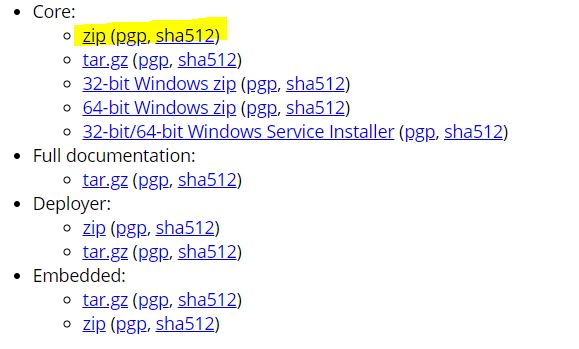 • Core:
◦ zip (pgp, sha512)
◦ tar.gz (pgp, sha512)
◦ 32-bit Windows zip (pgp, sha512)
◦ 64-bit Windows zip (pgp, sha512)
◦ 32-bit/64-bit Windows Service Installer (pgp, sha512)
• Full documentation:
◦ tar.gz (pgp, sha512)
• Deployer:
◦ zip (pgp, sha512)
◦ tar.gz (pgp, sha512)
• Embedded:
◦ tar.gz (pgp, sha512)
◦ zip (pgp, sha512)